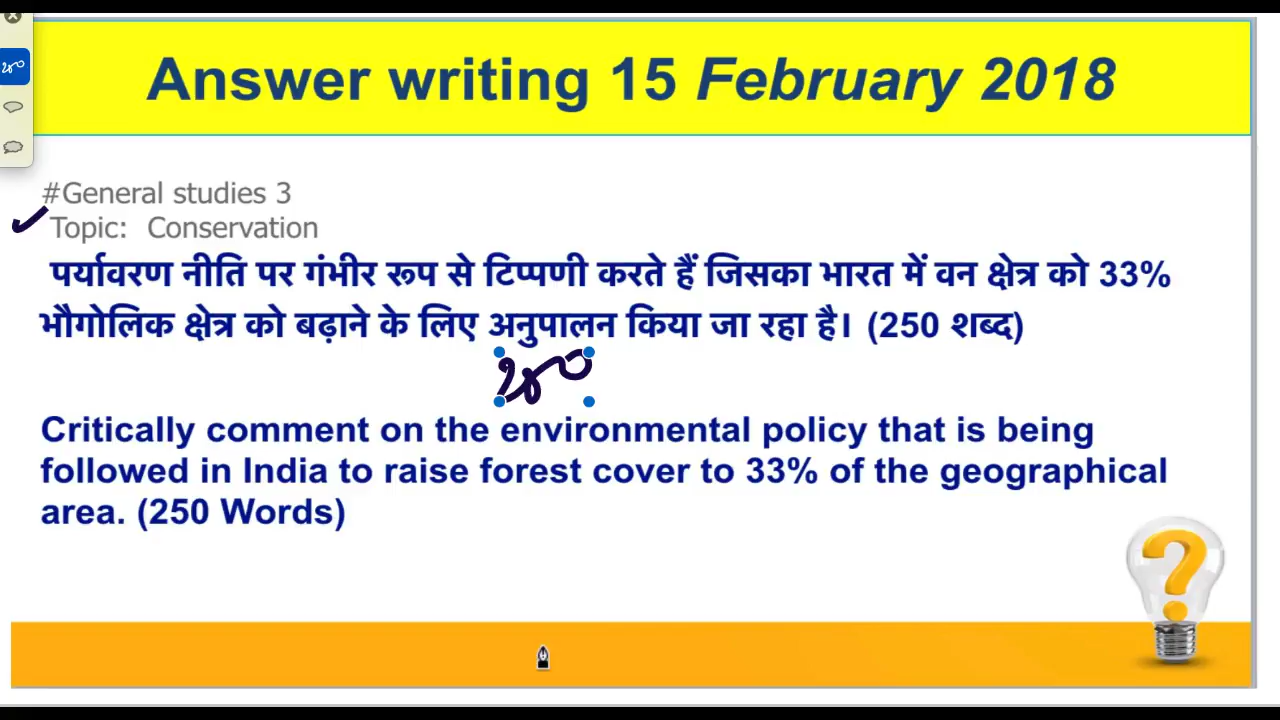 Answer writing 15 February 2018
#General studies 3
Topic: Conservation
पर्यावरण नीति पर गंभीर रूप से टिप्पणी करते हैं जिसका भारत में वन क्षेत्र को 33%
भौगोलिक क्षेत्र को बढ़ाने के लिए अनुपालन किया जा रहा है। (250 शब्द)
Critically comment on the environmental policy that is being
followed in India to raise forest cover to 33% of the geographical
area. (250 Words)
?